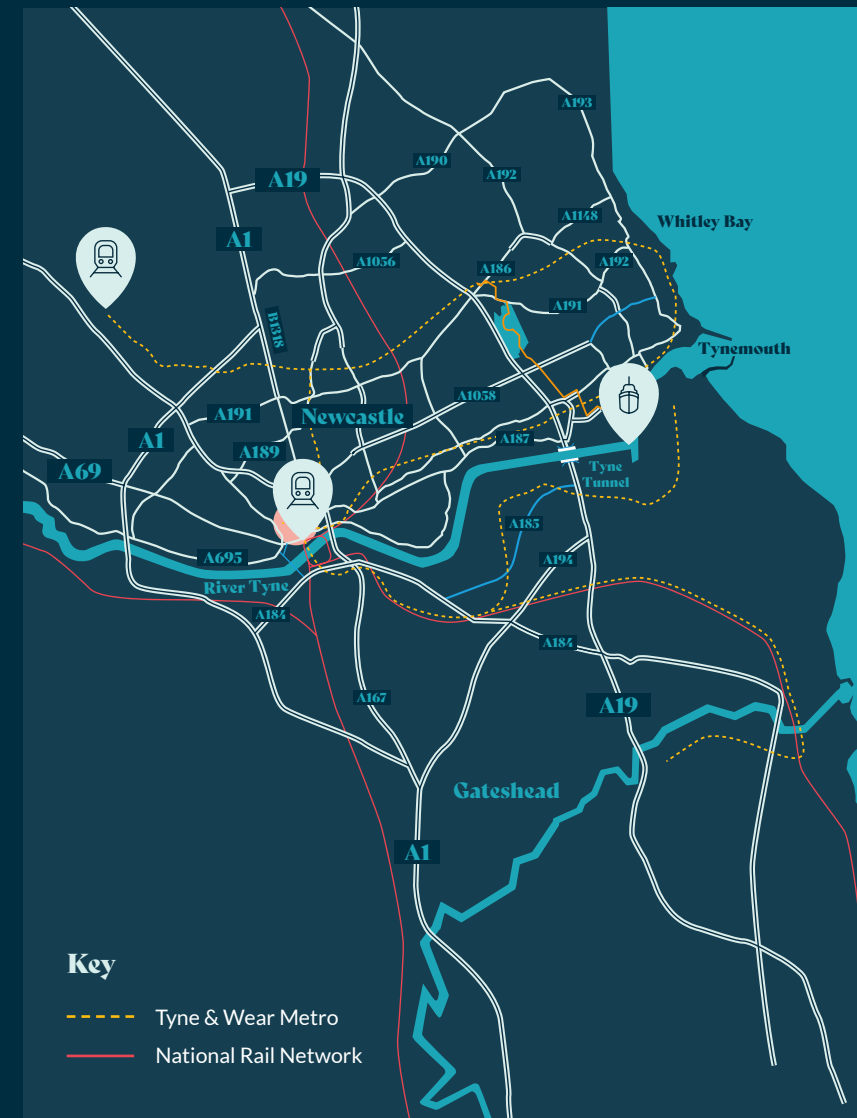 A193
A190
A192
A19
A1148
Whitley Bay
A1
A192
A1056
A186
A191
B1318
Tynemouth
A1058
A191
Newcastle
A1
A187
A189
A69
Tyne
Tunnel
A185
A695
A194
River Tyne
A184
A184
A167
A19
Gateshead
A1
Key
Tyne & Wear Metro
National Rail Network